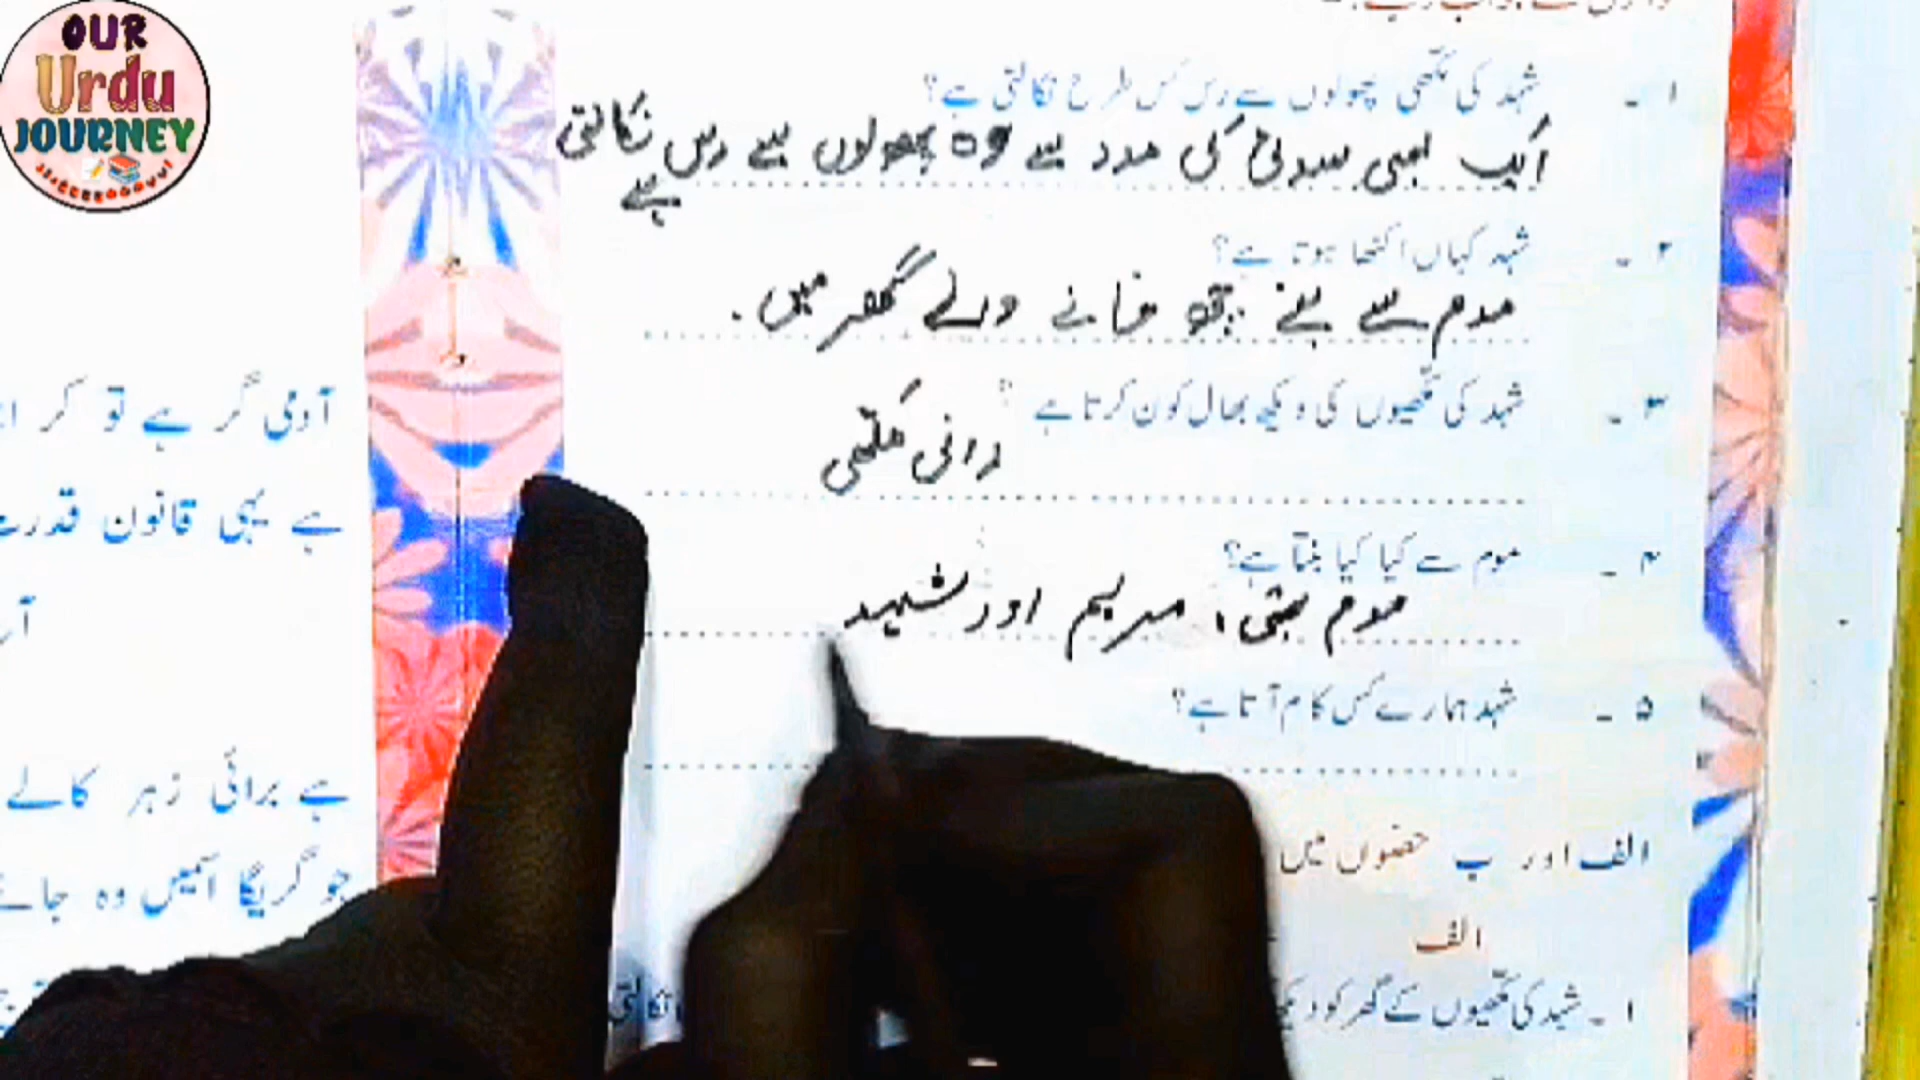 OUR
Urdu
JOURNEY
۱ - شہد کی مکھی پھولوں سے رس کس طرح نکالتی ہے؟
ایک لمبی سونڈ کی مدد سے وہ پھولوں سے رس نکالتی
ہے
۲ - شہد کہاں اکٹھا ہوتا ہے؟
موم سے بنے چھ خانے والے گھر میں۔
۳ - شہد کی مکھیوں کی دیکھ بھال کون کرتا ہے؟
رانی مکھی
۴ - موم سے کیا کیا بنتا ہے؟
موم بتی، مریم اور شہید
۵ - شہد ہمارے کس کام آتا ہے؟
الف اور ب حصوں میں
الف
۱ - شہد کی مکھیوں کے گھر کو
نکالتی
آدمی گر ہے تو کر
ہے یہی قانون قدرت
ہے برائی زہر کالے
جو گریگا اسمیں وہ جائے